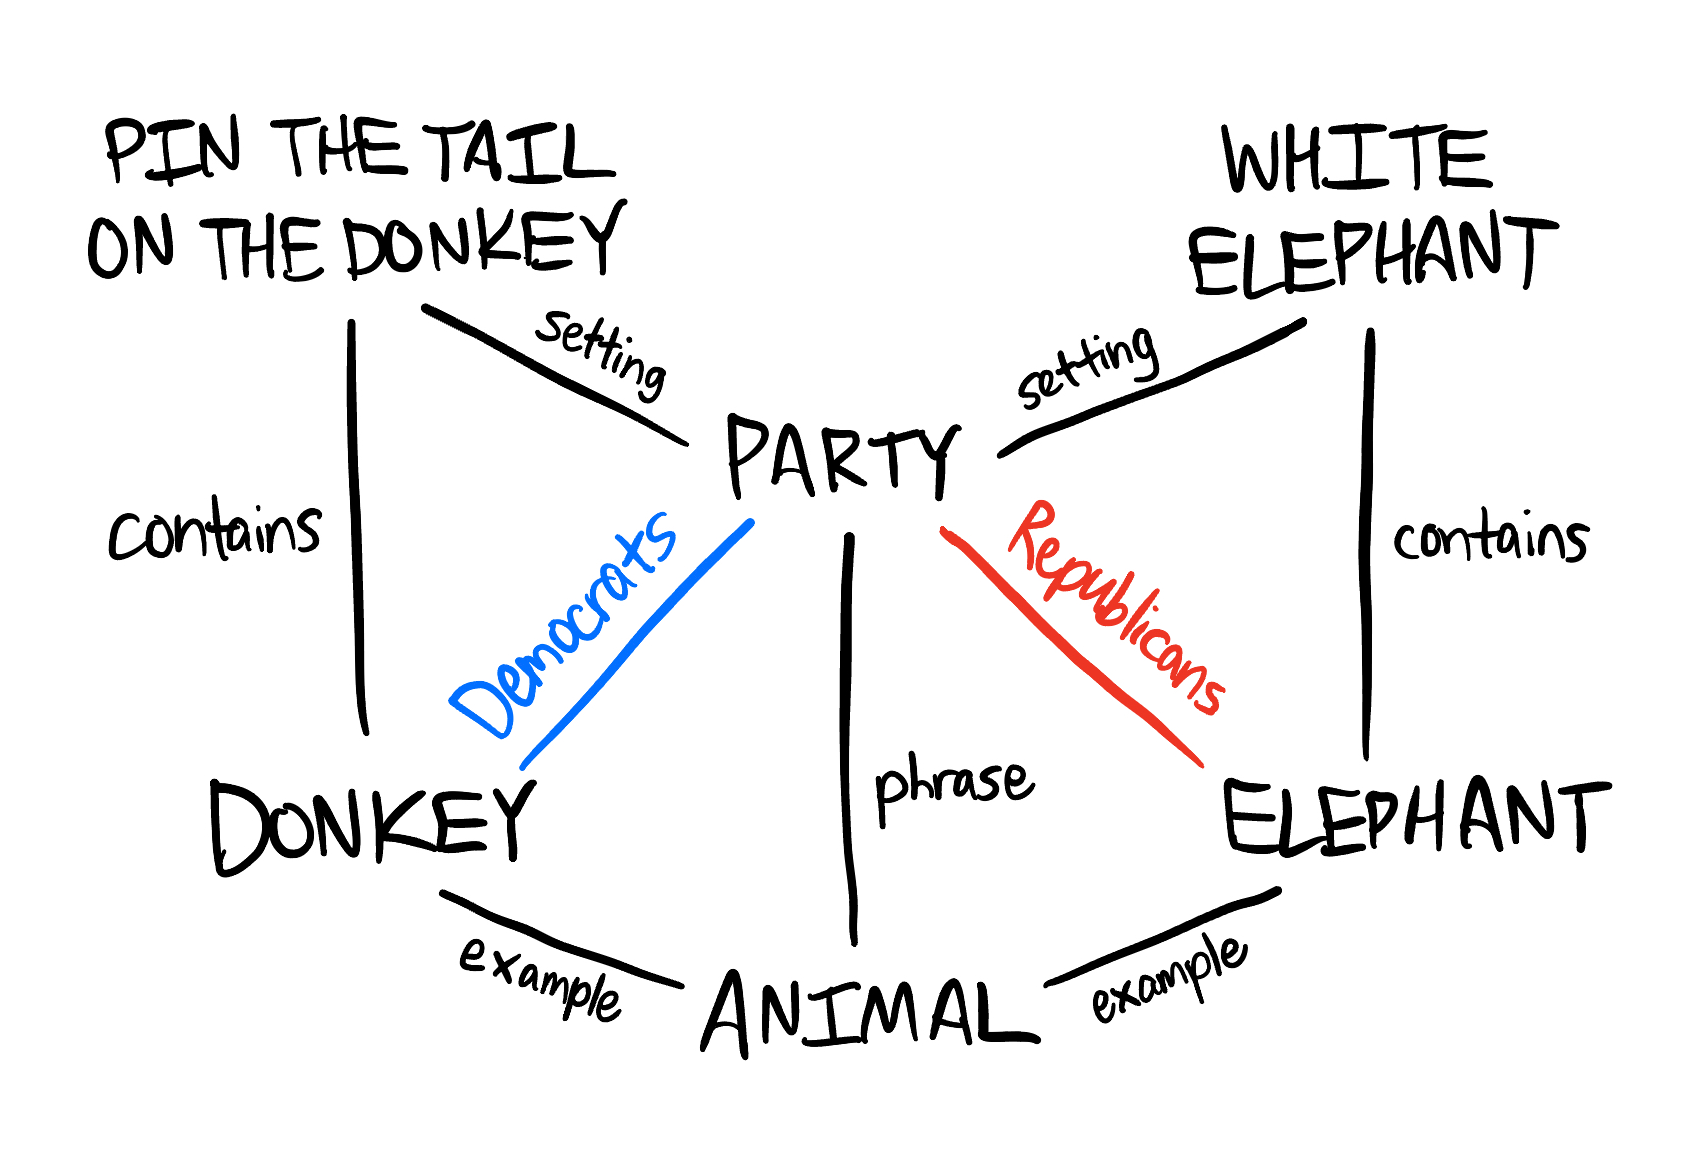 PIN THE TAIL
ON THE DONKEY
WHITE
ELEPHANT
setting
setting
PARTY
contains
Democrats
Republicans
contains
phrase
DONKEY
ELEPHANT
example
example
ANIMAL